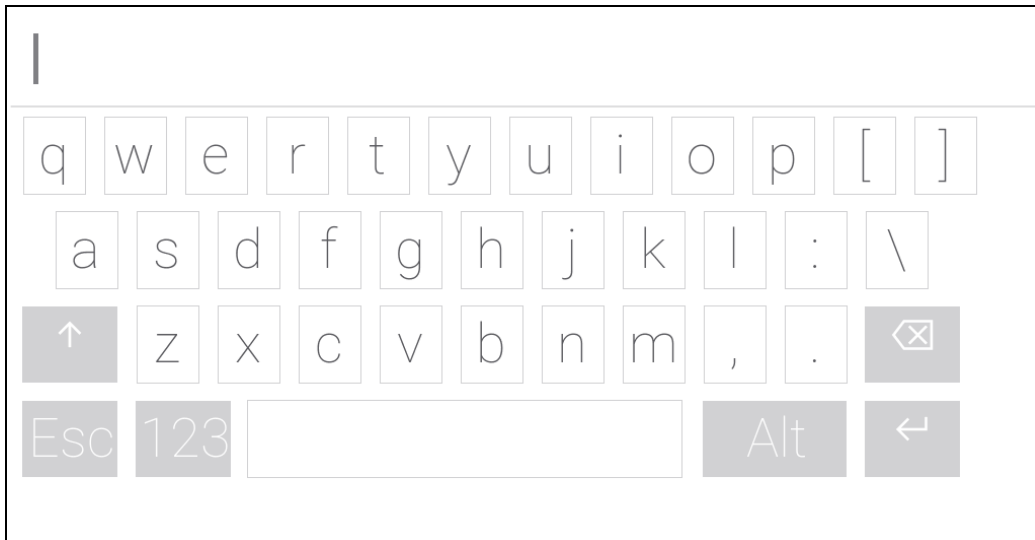 q w e r t y u i o p [ ]
a s d f g h j k l : \
↑ z x c v b n m , . ⌫
Esc 123 Alt ↵